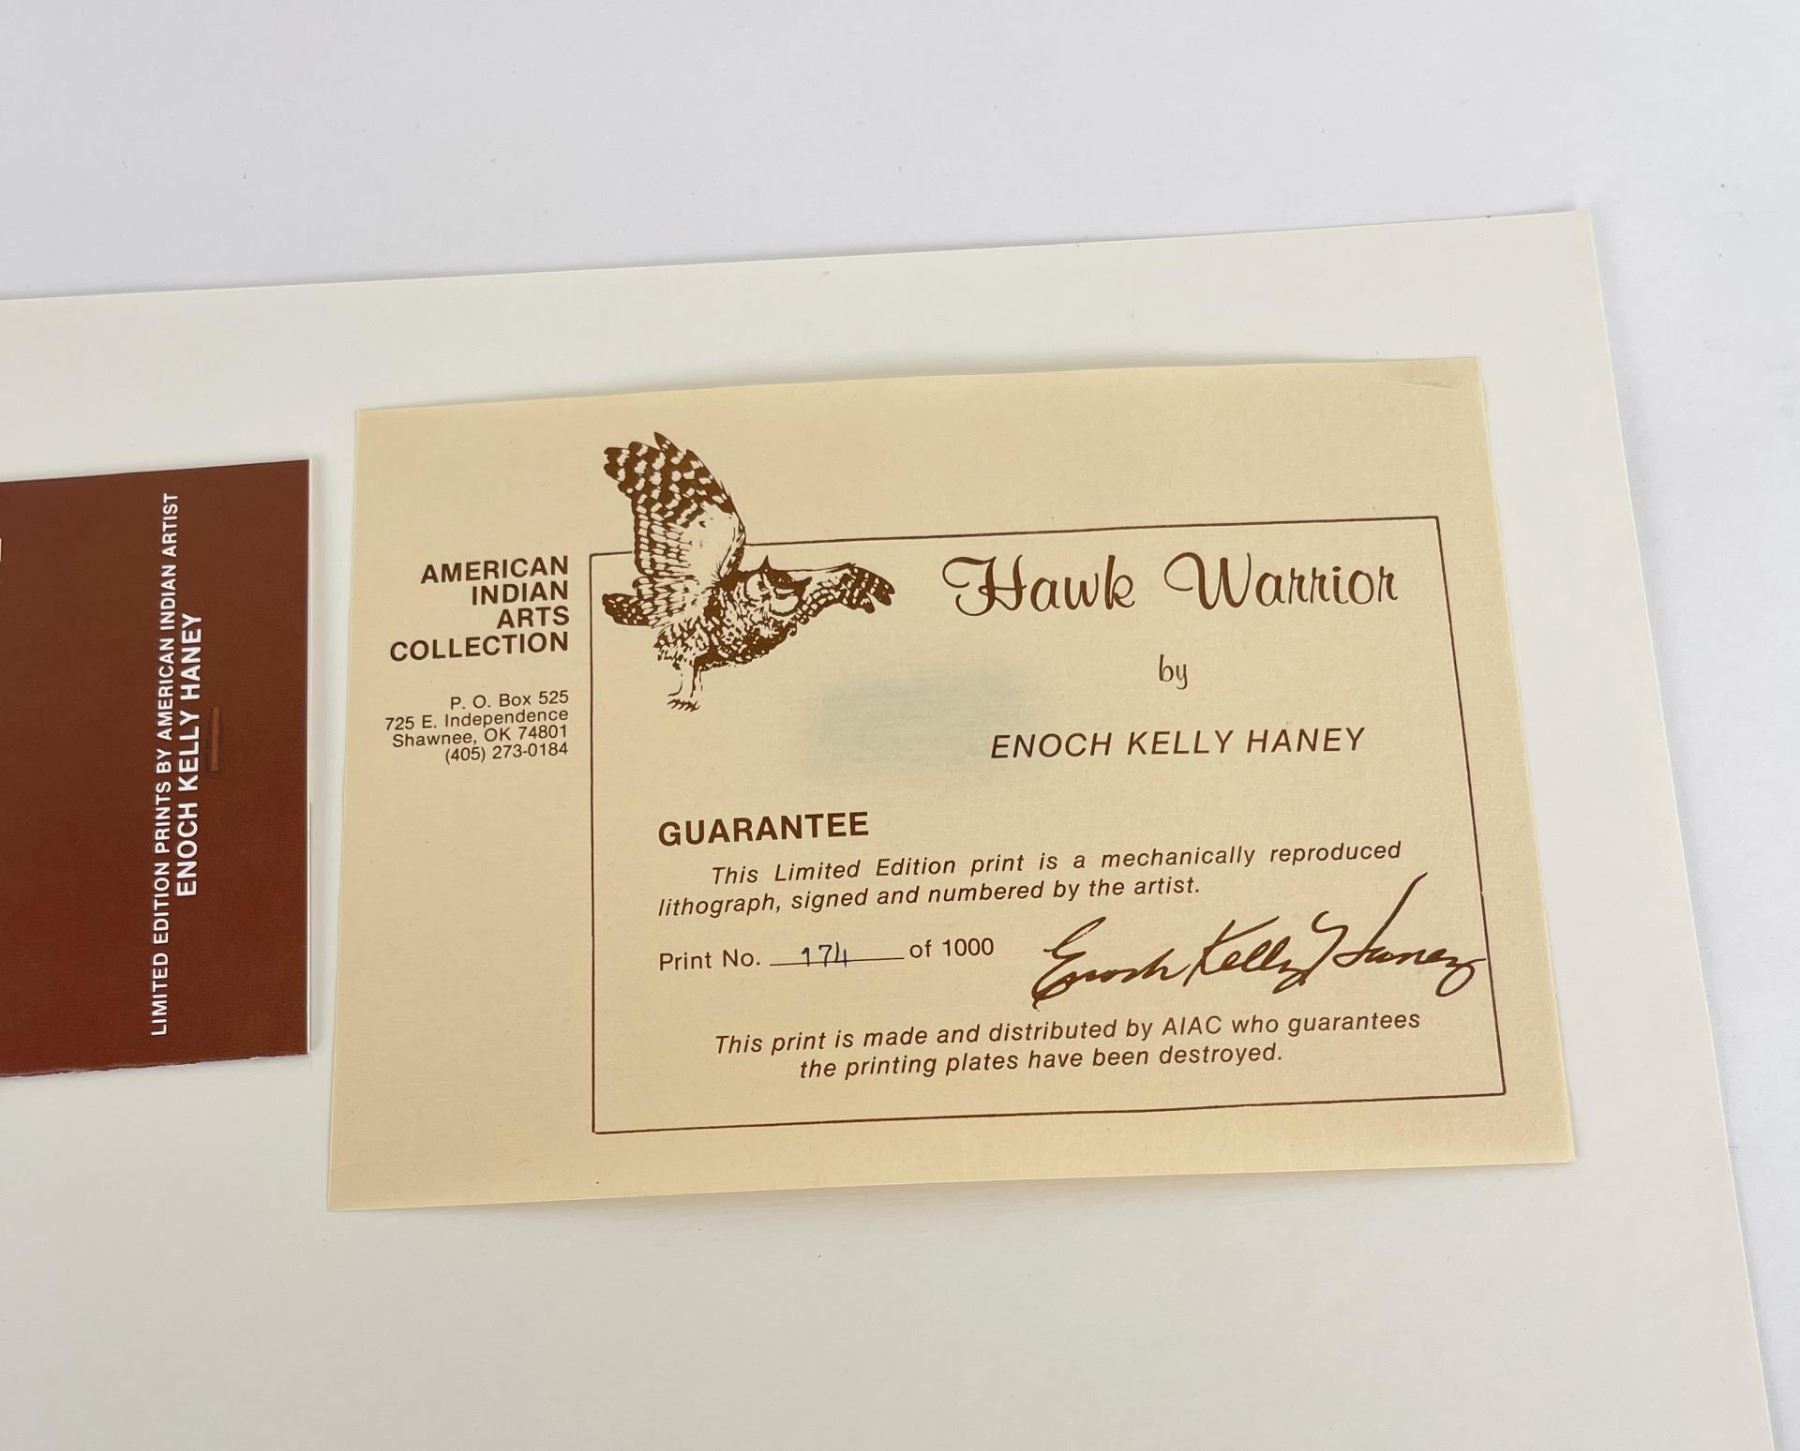 LIMITED EDITION PRINTS BY AMERICAN INDIAN ARTIST
ENOCH KELLY HANEY
AMERICAN
INDIAN
ARTS
COLLECTION
P. O. Box 525
725 E. Independence
Shawnee, OK 74801
(405) 273-0184
Hawk Warrior
by
ENOCH KELLY HANEY
GUARANTEE
This Limited Edition print is a mechanically reproduced
lithograph, signed and numbered by the artist.
Print No. 174 of 1000
Enoch Kelly Haney
This print is made and distributed by AIAC who guarantees
the printing plates have been destroyed.